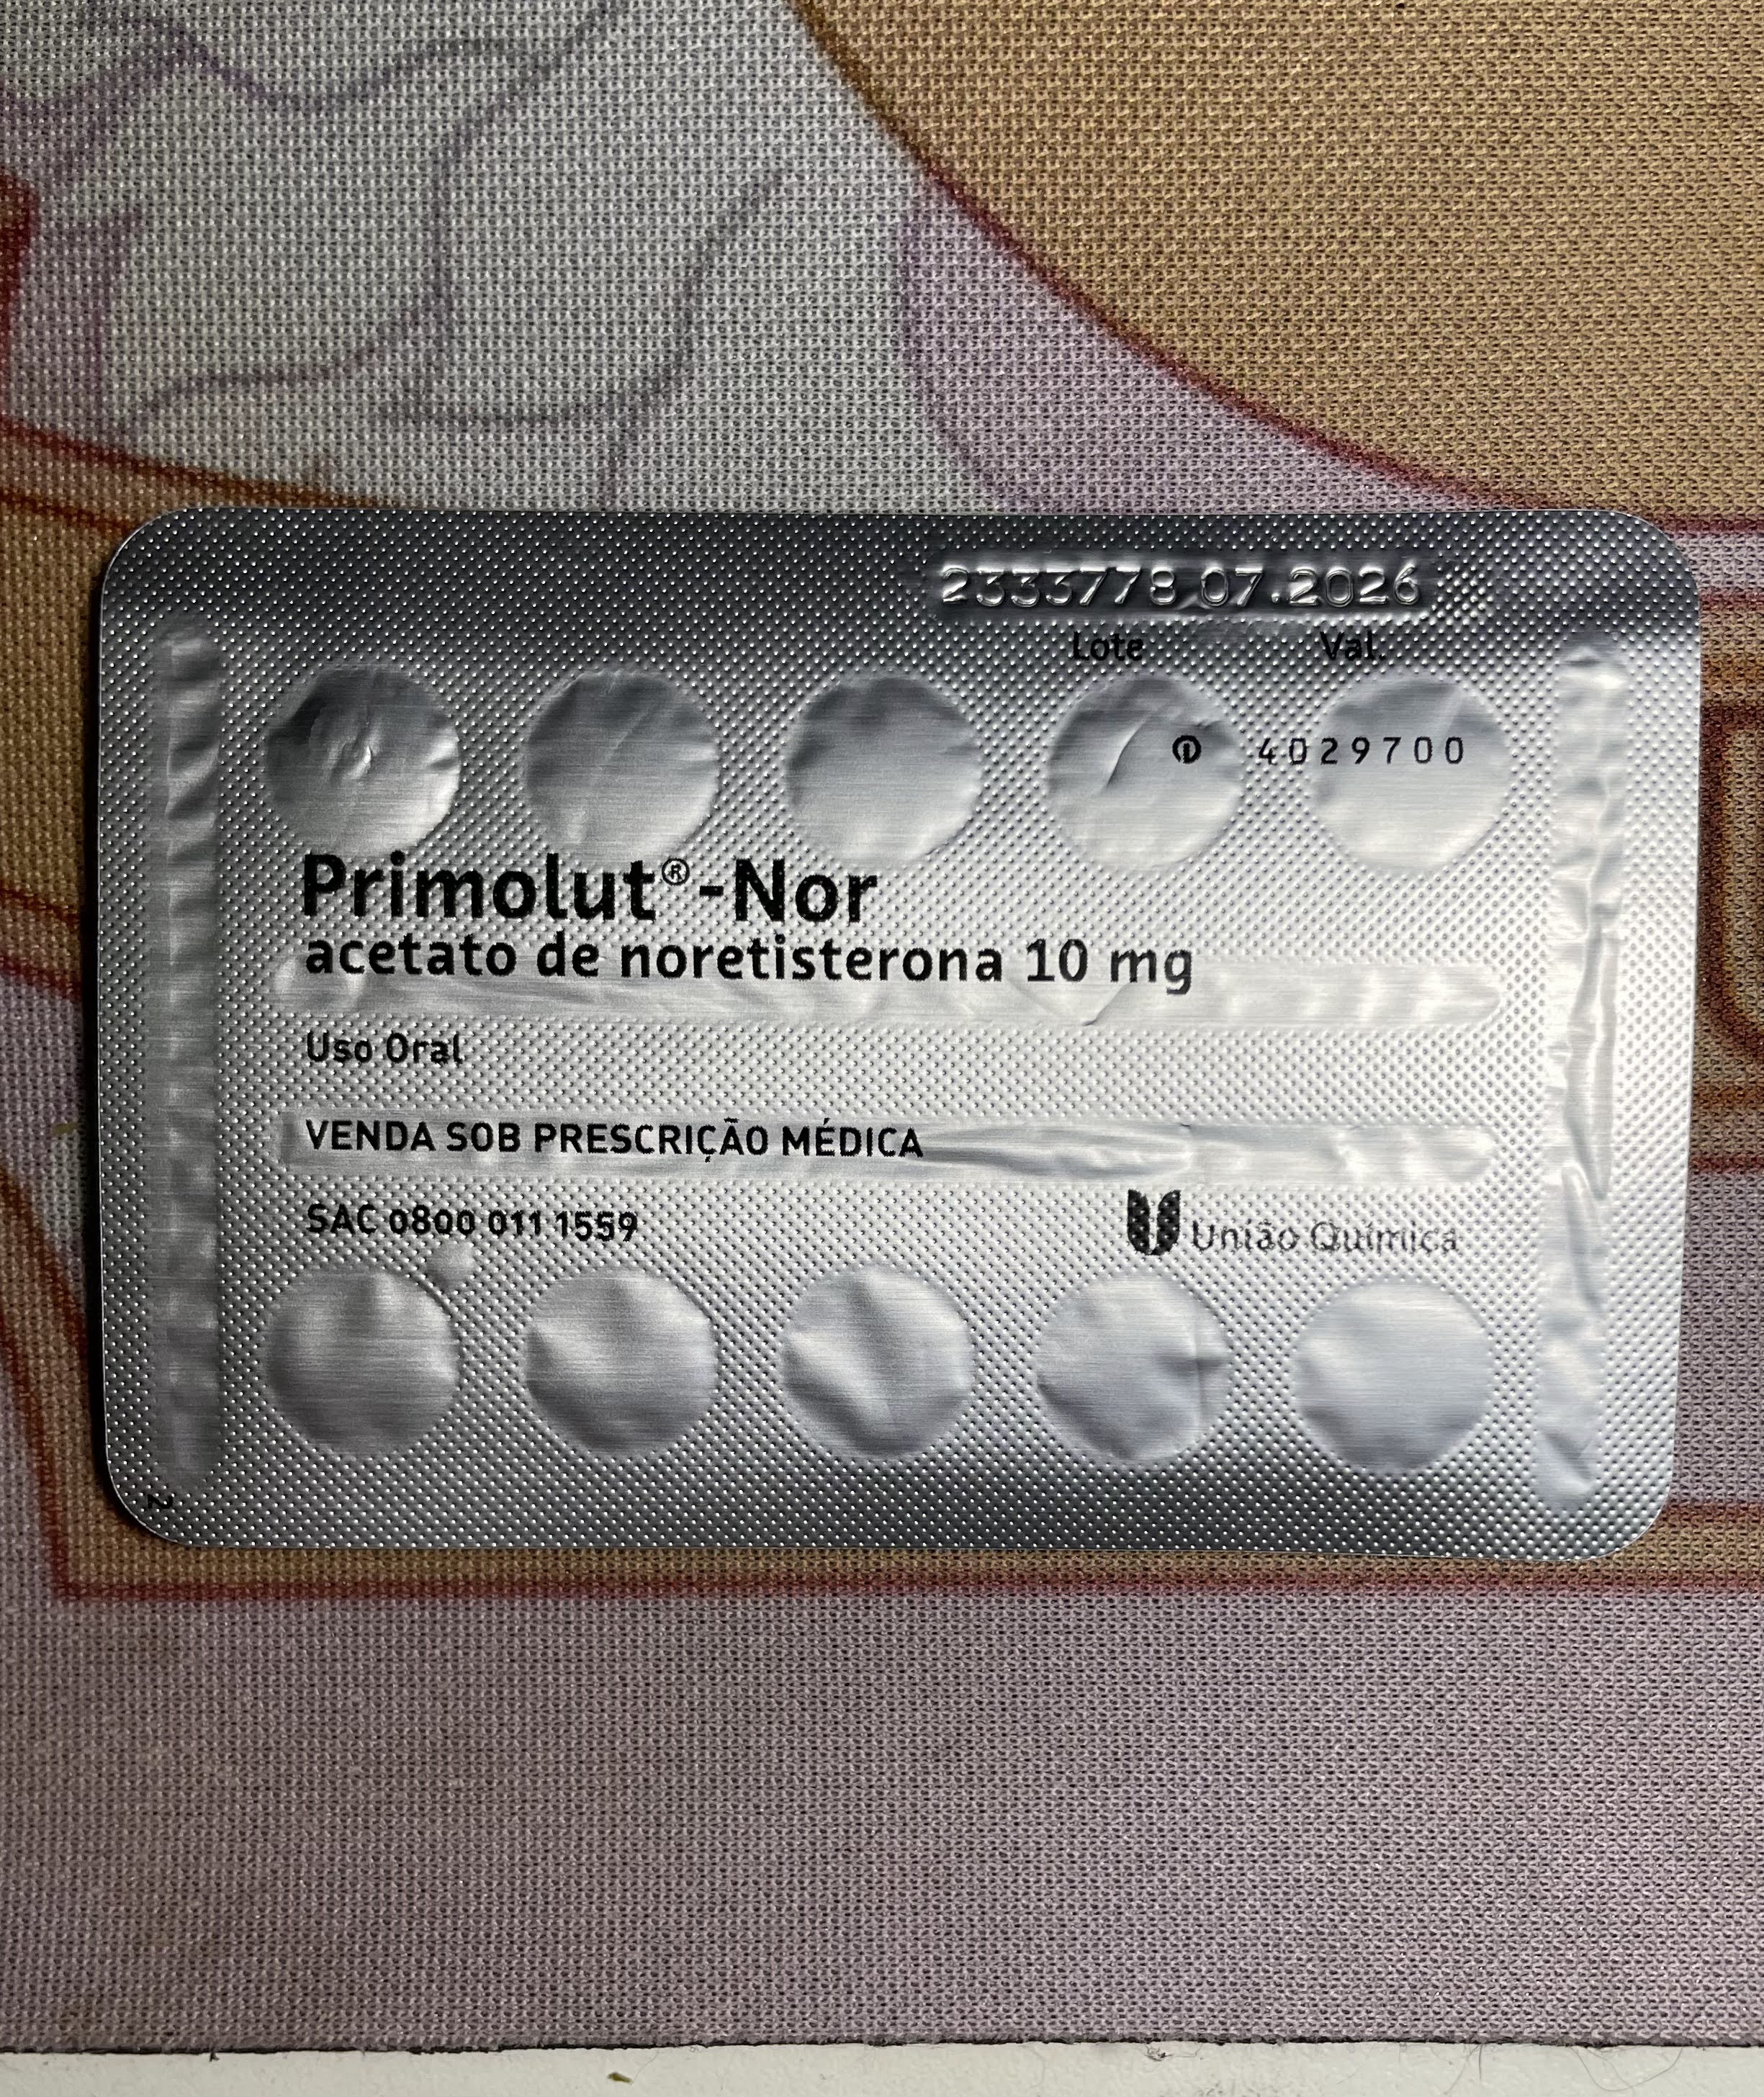 2333778 07.2026
Lote Val.
4029700
Primolut®-Nor
acetato de noretisterona 10 mg
Uso Oral
VENDA SOB PRESCRIÇÃO MÉDICA
SAC 0800 011 1559
União Química
2